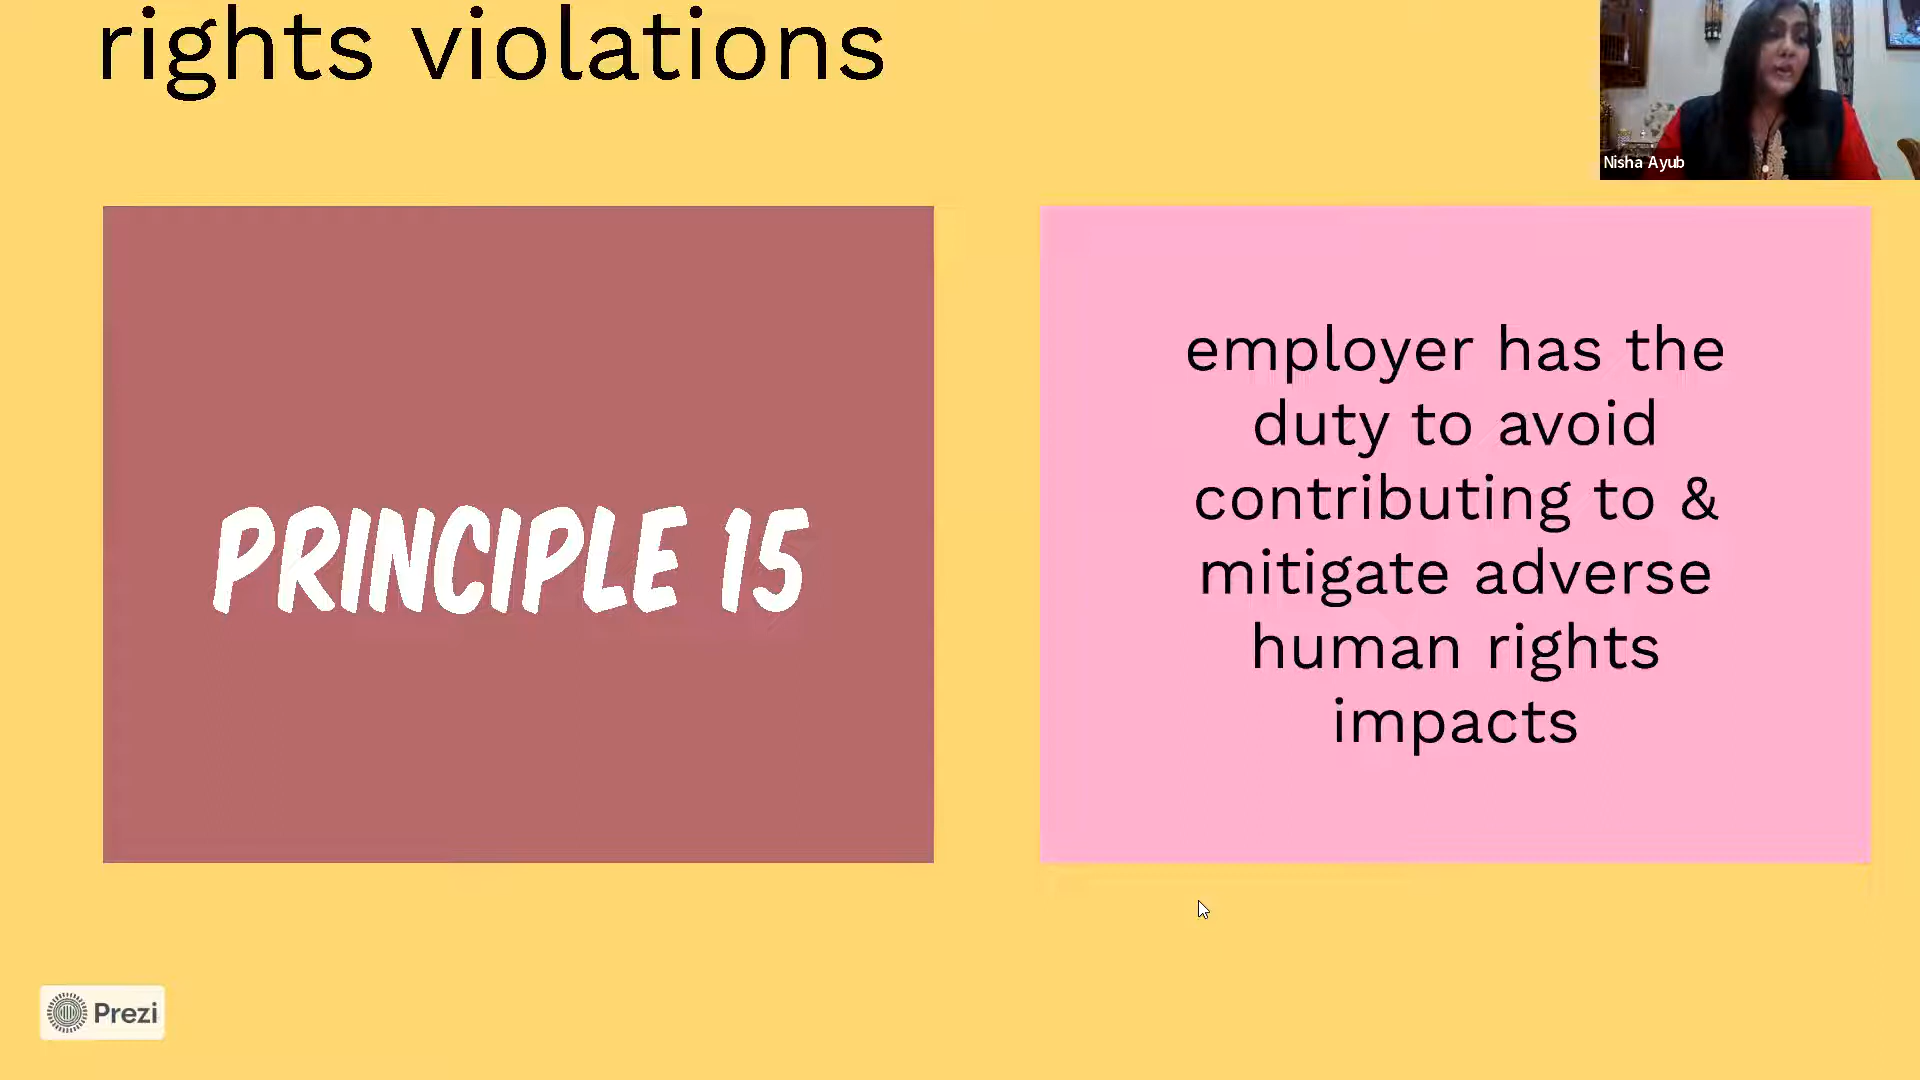 rights violations
Nisha Ayub
PRINCIPLE 15
employer has the
duty to avoid
contributing to &
mitigate adverse
human rights
impacts
Prezi